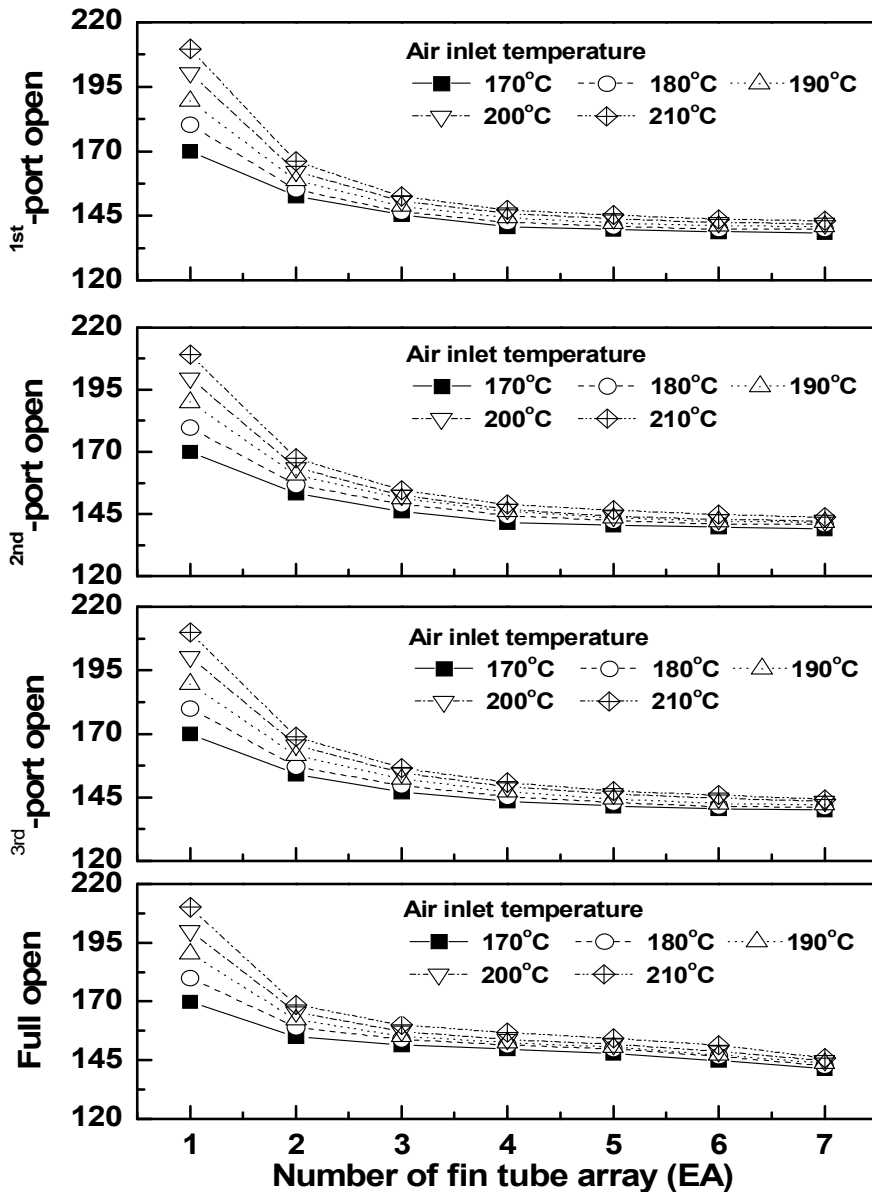 220
195
170
145
120
1st-port open
Air inlet temperature
170°C 180°C 190°C
200°C 210°C
220
195
170
145
120
2nd-port open
Air inlet temperature
170°C 180°C 190°C
200°C 210°C
220
195
170
145
120
3rd-port open
Air inlet temperature
170°C 180°C 190°C
200°C 210°C
220
195
170
145
120
Full open
Air inlet temperature
170°C 180°C 190°C
200°C 210°C
1 2 3 4 5 6 7
Number of fin tube array (EA)